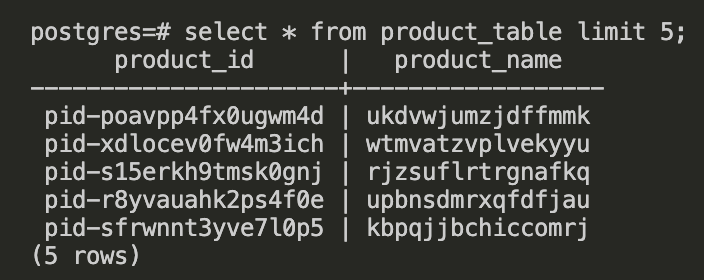 postgres=# select * from product_table limit 5;
product_id | product_name
----------------------+------------------
pid-poavpp4fx0ugwm4d | ukdvwjumzjdffmmk
pid-xdlocev0fw4m3ich | wtmvatzvplvekyyu
pid-s15erkh9tmsk0gnj | rjzsuflrtrgnafkq
pid-r8yvauahk2ps4f0e | upbnsdmrxqfdfjau
pid-sfrwnnt3yve7l0p5 | kbpqjjbchiccomrj
(5 rows)